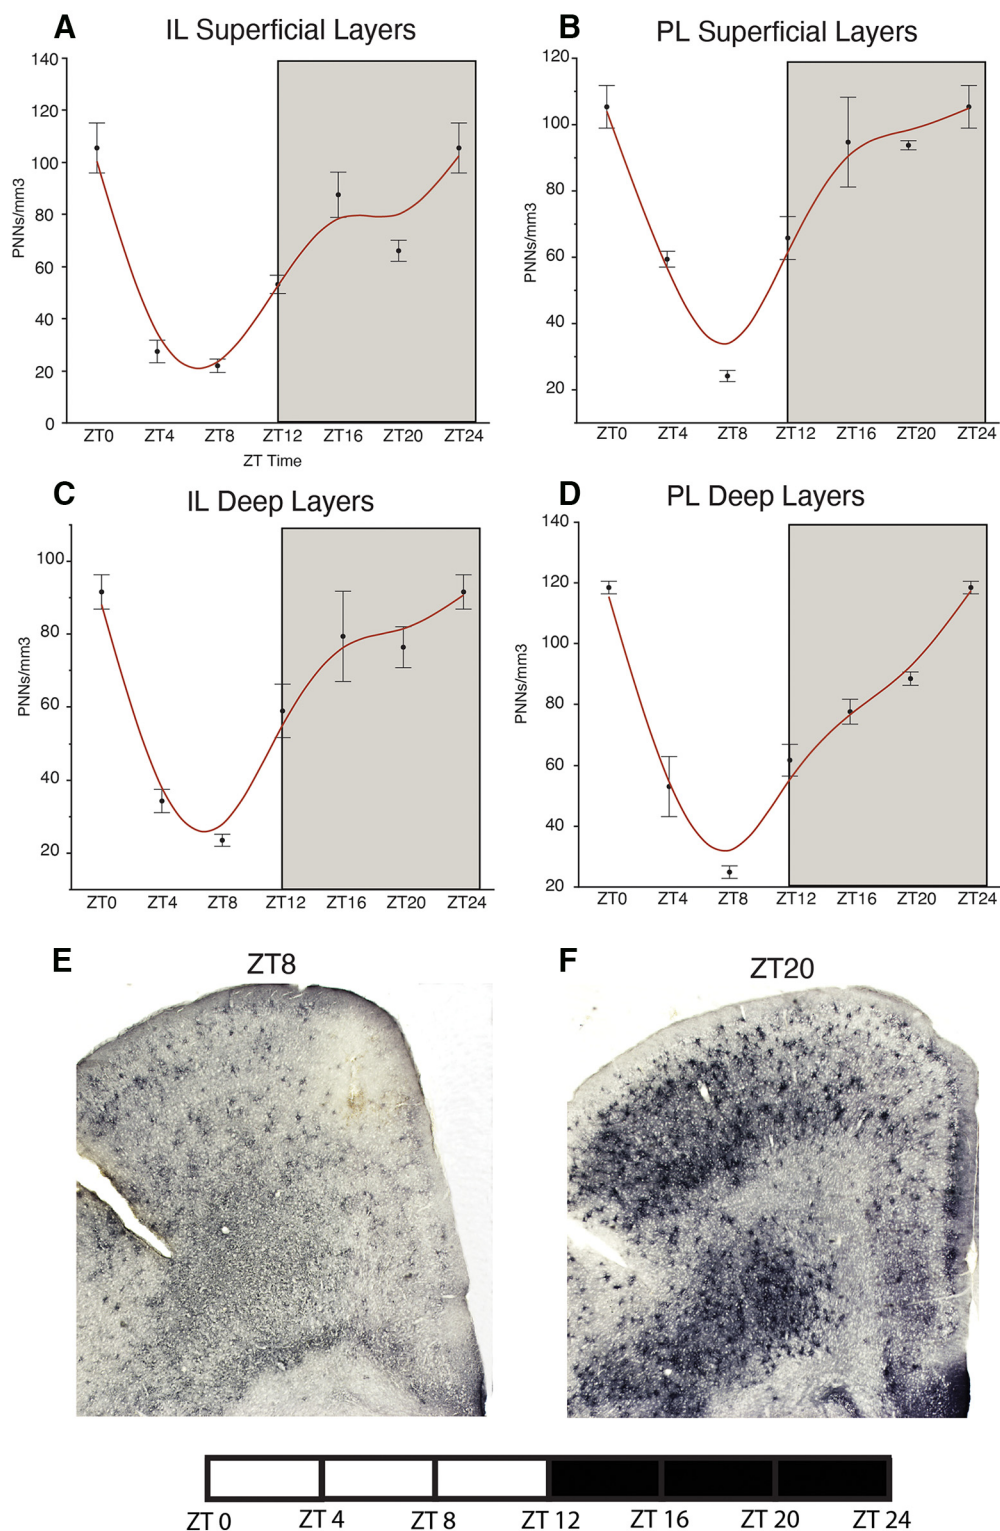 A IL Superficial Layers
140
120
100
80
60
40
20
0
PNNs/mm3
ZT0 ZT4 ZT8 ZT12 ZT16 ZT20 ZT24
ZT Time
B PL Superficial Layers
120
100
80
60
40
20
PNNs/mm3
ZT0 ZT4 ZT8 ZT12 ZT16 ZT20 ZT24
C IL Deep Layers
100
80
60
40
20
PNNs/mm3
ZT0 ZT4 ZT8 ZT12 ZT16 ZT20 ZT24
D PL Deep Layers
140
120
100
80
60
40
20
PNNs/mm3
ZT0 ZT4 ZT8 ZT12 ZT16 ZT20 ZT24
E ZT8
F ZT20
ZT 0 ZT 4 ZT 8 ZT 12 ZT 16 ZT 20 ZT 24